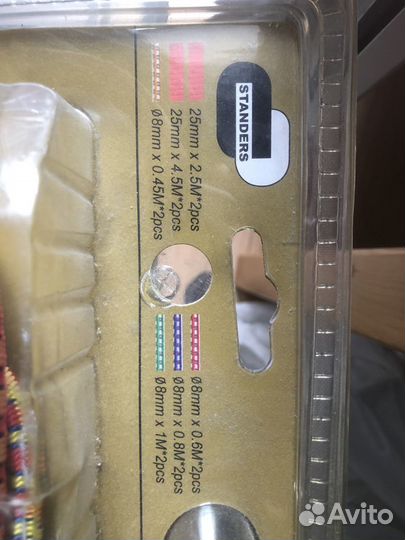 STANDERS
25mm x 2.5M*2pcs
25mm x 4.5M*2pcs
Ø8mm x 0.45M*2pcs
Ø8mm x 0.6M*2pcs
Ø8mm x 0.8M*2pcs
Ø8mm x 1M*2pcs
Avito